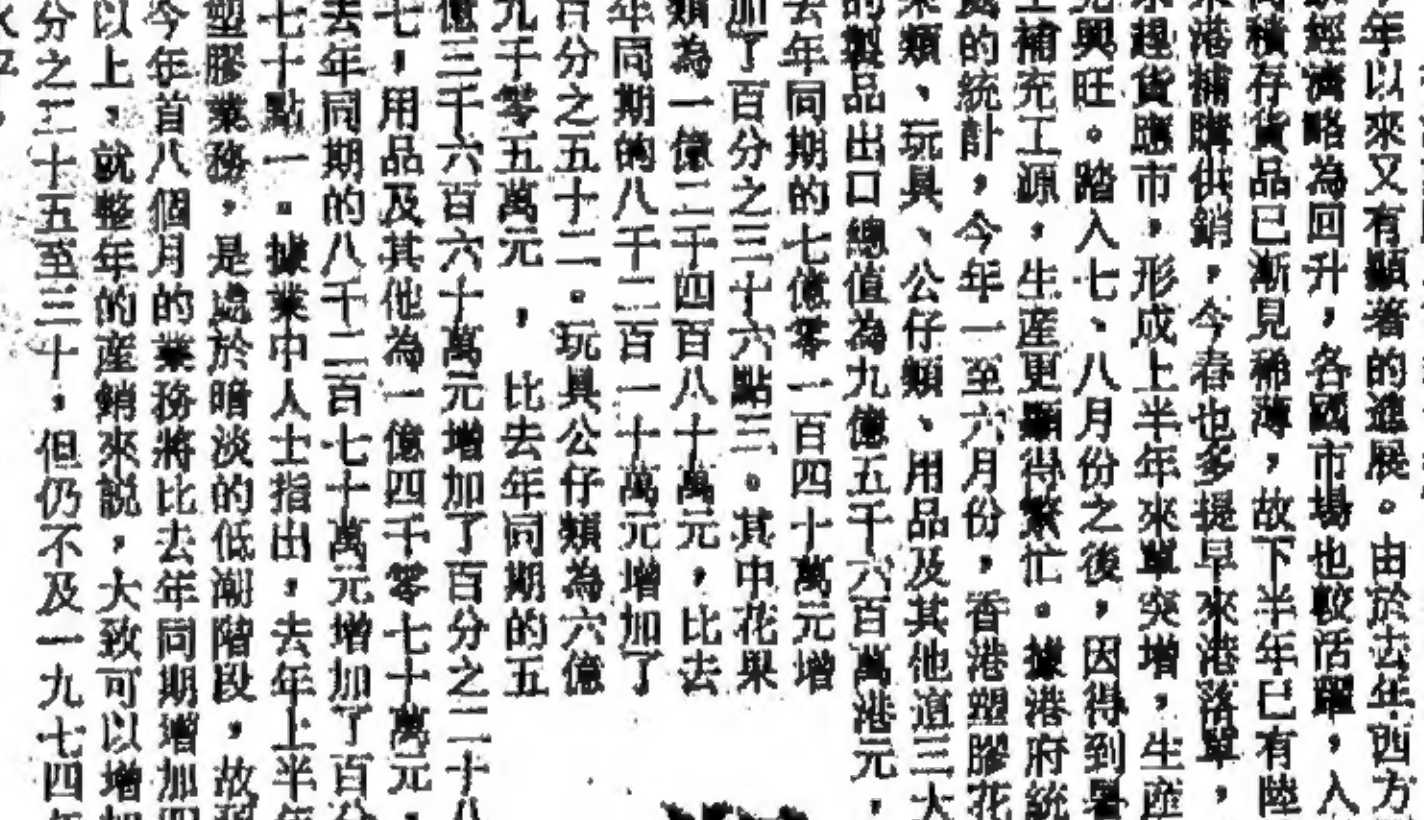 年以來又有顯著的進展。由於去年西方
經濟略為回升，各國市場也較活躍，入
積存貨品已漸見稀薄，故下半年已有陸
港補購供銷，今春也多提早來港落單，
趕貨應市，形成上半年來單突增，生産
興旺。踏入七、八月份之後，因得到暑
補充工源，生産更顯得繁忙。據港府統
的統計，今年一至六月份，香港塑膠花
果類、玩具、公仔類、用品及其他這三大
的製品出口總值為九億五千六百萬港元，
去年同期的七億零一百四十萬元增
加了百分之三十六點三。其中花果
類為一億二千四百八十萬元，比去
年同期的八千二百一十萬元增加了
百分之五十二。玩具公仔類為六億
九千零五萬元，比去年同期的五
億三千六百六十萬元增加了百分之二十八
七，用品及其他為一億四千零七十萬元，
去年同期的八千二百七十萬元增加了百分
七十點一。據業中人士指出，去年上半年
塑膠業務，是處於暗淡的低潮階段，故
今年首八個月的業務將比去年同期增加四
以上，就整年的産銷來説，大致可以增加
分之二十五至三十，但仍不及一九七四年
水平，